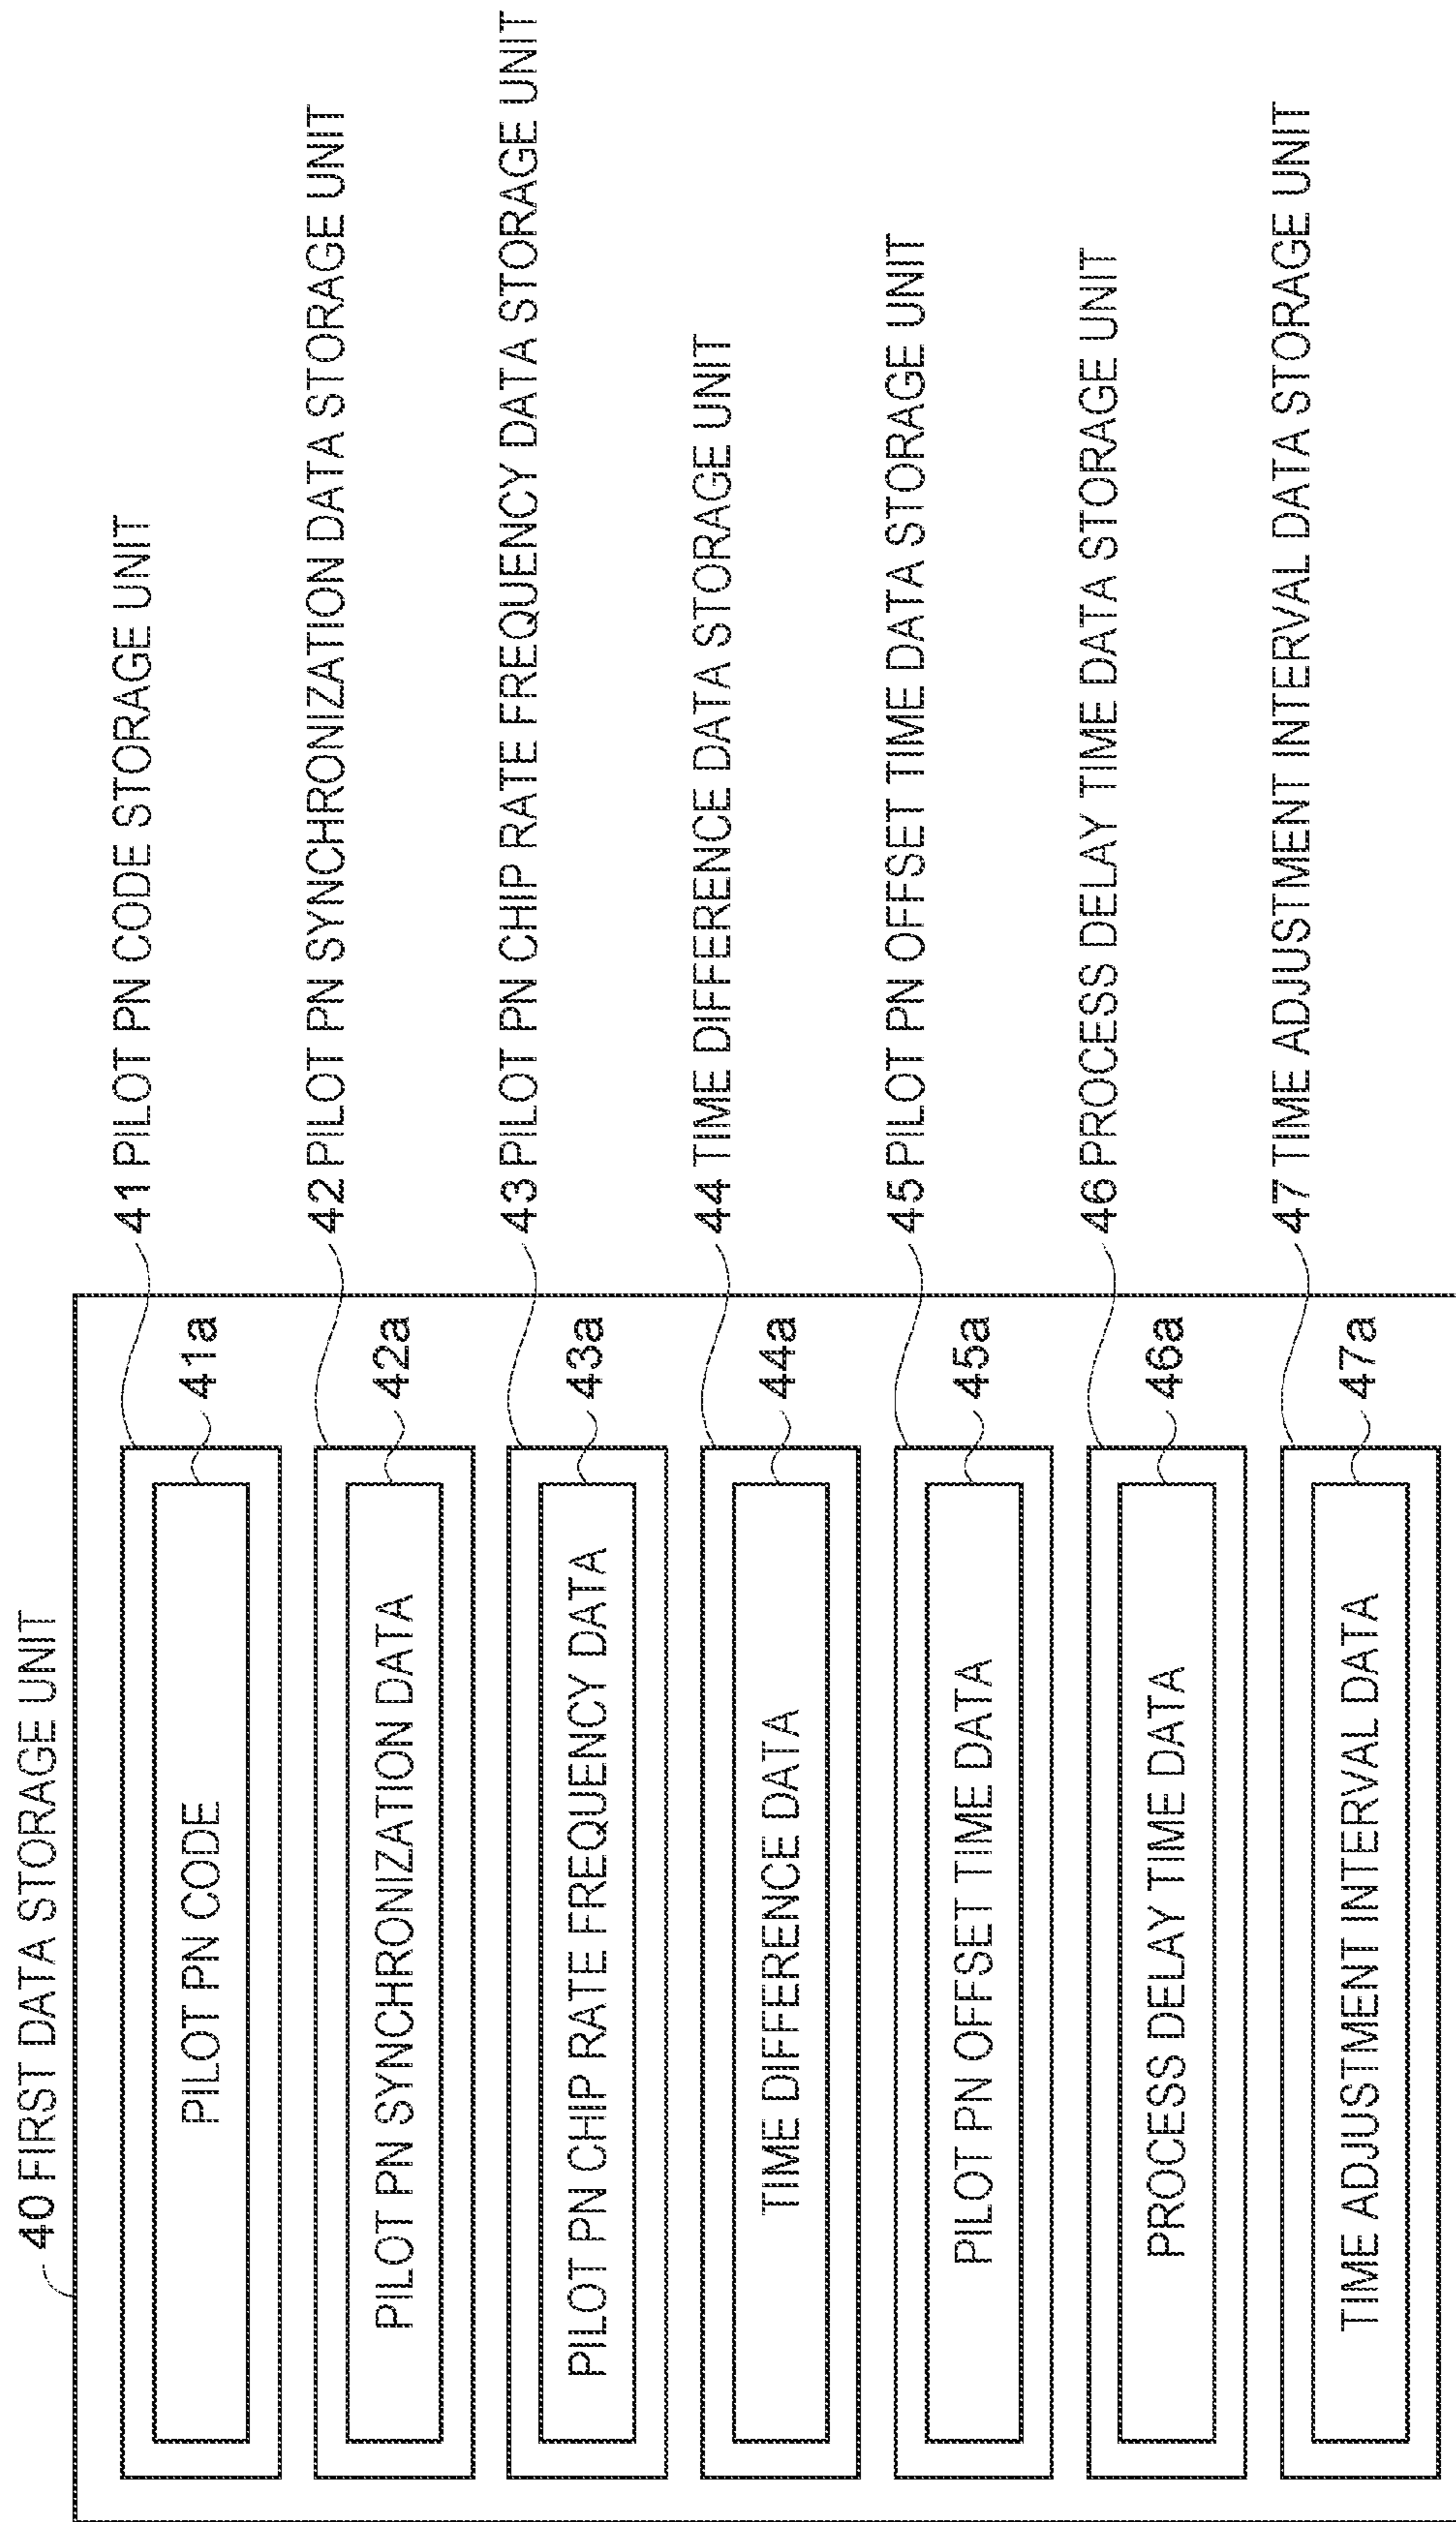 40 FIRST DATA STORAGE UNIT
41 PILOT PN CODE STORAGE UNIT
41a
PILOT PN CODE
42 PILOT PN SYNCHRONIZATION DATA STORAGE UNIT
42a
PILOT PN SYNCHRONIZATION DATA
43 PILOT PN CHIP RATE FREQUENCY DATA STORAGE UNIT
43a
PILOT PN CHIP RATE FREQUENCY DATA
44 TIME DIFFERENCE DATA STORAGE UNIT
44a
TIME DIFFERENCE DATA
45 PILOT PN OFFSET TIME DATA STORAGE UNIT
45a
PILOT PN OFFSET TIME DATA
46 PROCESS DELAY TIME DATA STORAGE UNIT
46a
PROCESS DELAY TIME DATA
47 TIME ADJUSTMENT INTERVAL DATA STORAGE UNIT
47a
TIME ADJUSTMENT INTERVAL DATA